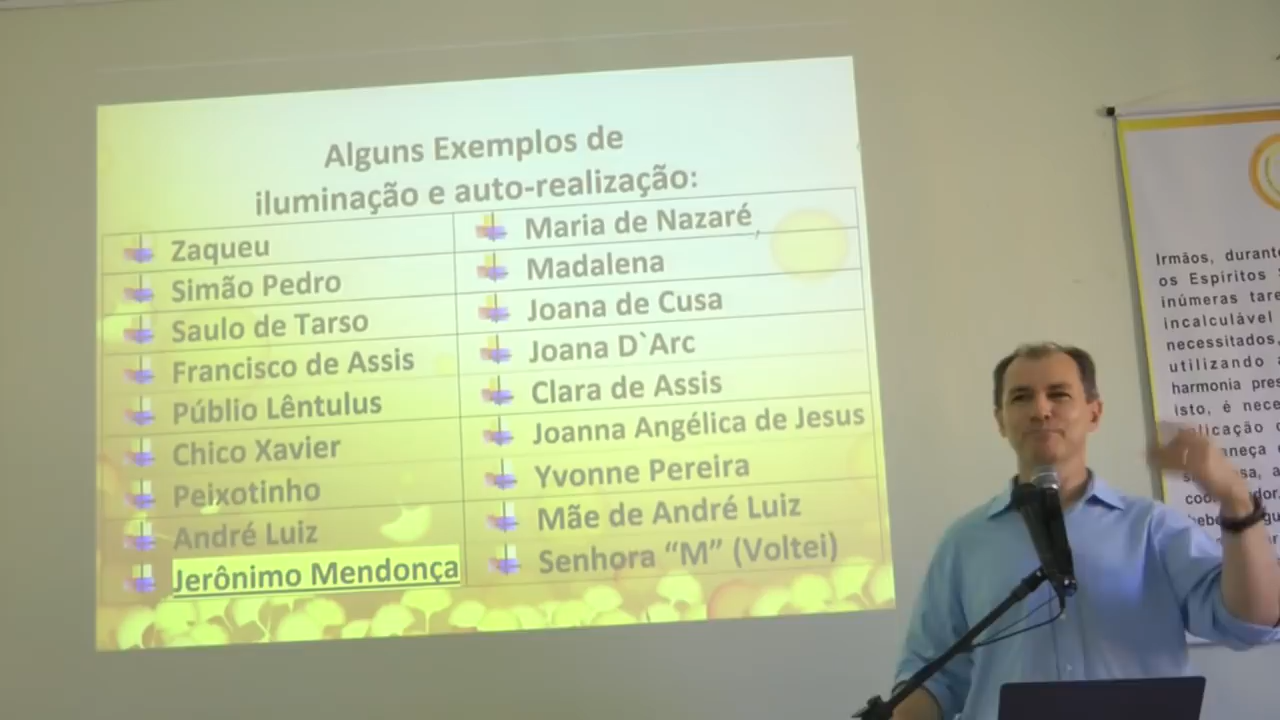 Alguns Exemplos de
iluminação e auto-realização:
Zaqueu
Simão Pedro
Saulo de Tarso
Francisco de Assis
Públio Lêntulus
Chico Xavier
Peixotinho
André Luiz
Jerônimo Mendonça
Maria de Nazaré,
Madalena
Joana de Cusa
Joana D`Arc
Clara de Assis
Joanna Angélica de Jesus
Yvonne Pereira
Mãe de André Luiz
Senhora “M” (Voltei)
Irmãos, durant
os Espíritos
inúmeras tare
incalculável
necessitados,
utilizando
harmonia pres
isto, é nece